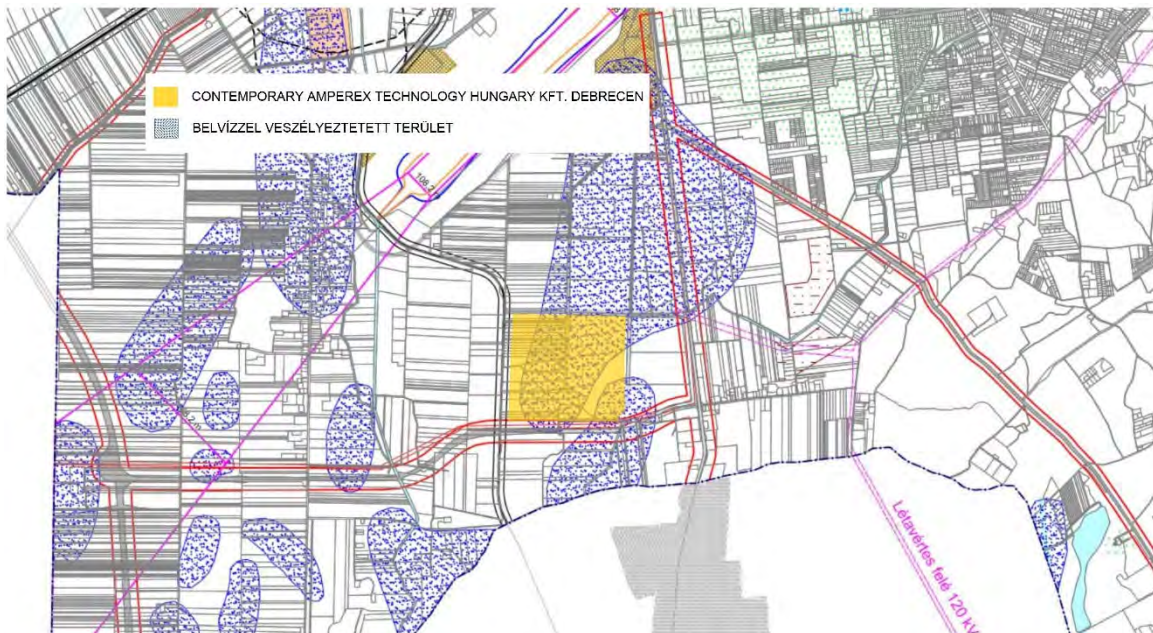 CONTEMPORARY AMPEREX TECHNOLOGY HUNGARY KFT. DEBRECEN
BELVÍZZEL VESZÉLYEZTETETT TERÜLET
Létavértes felé 120 kV